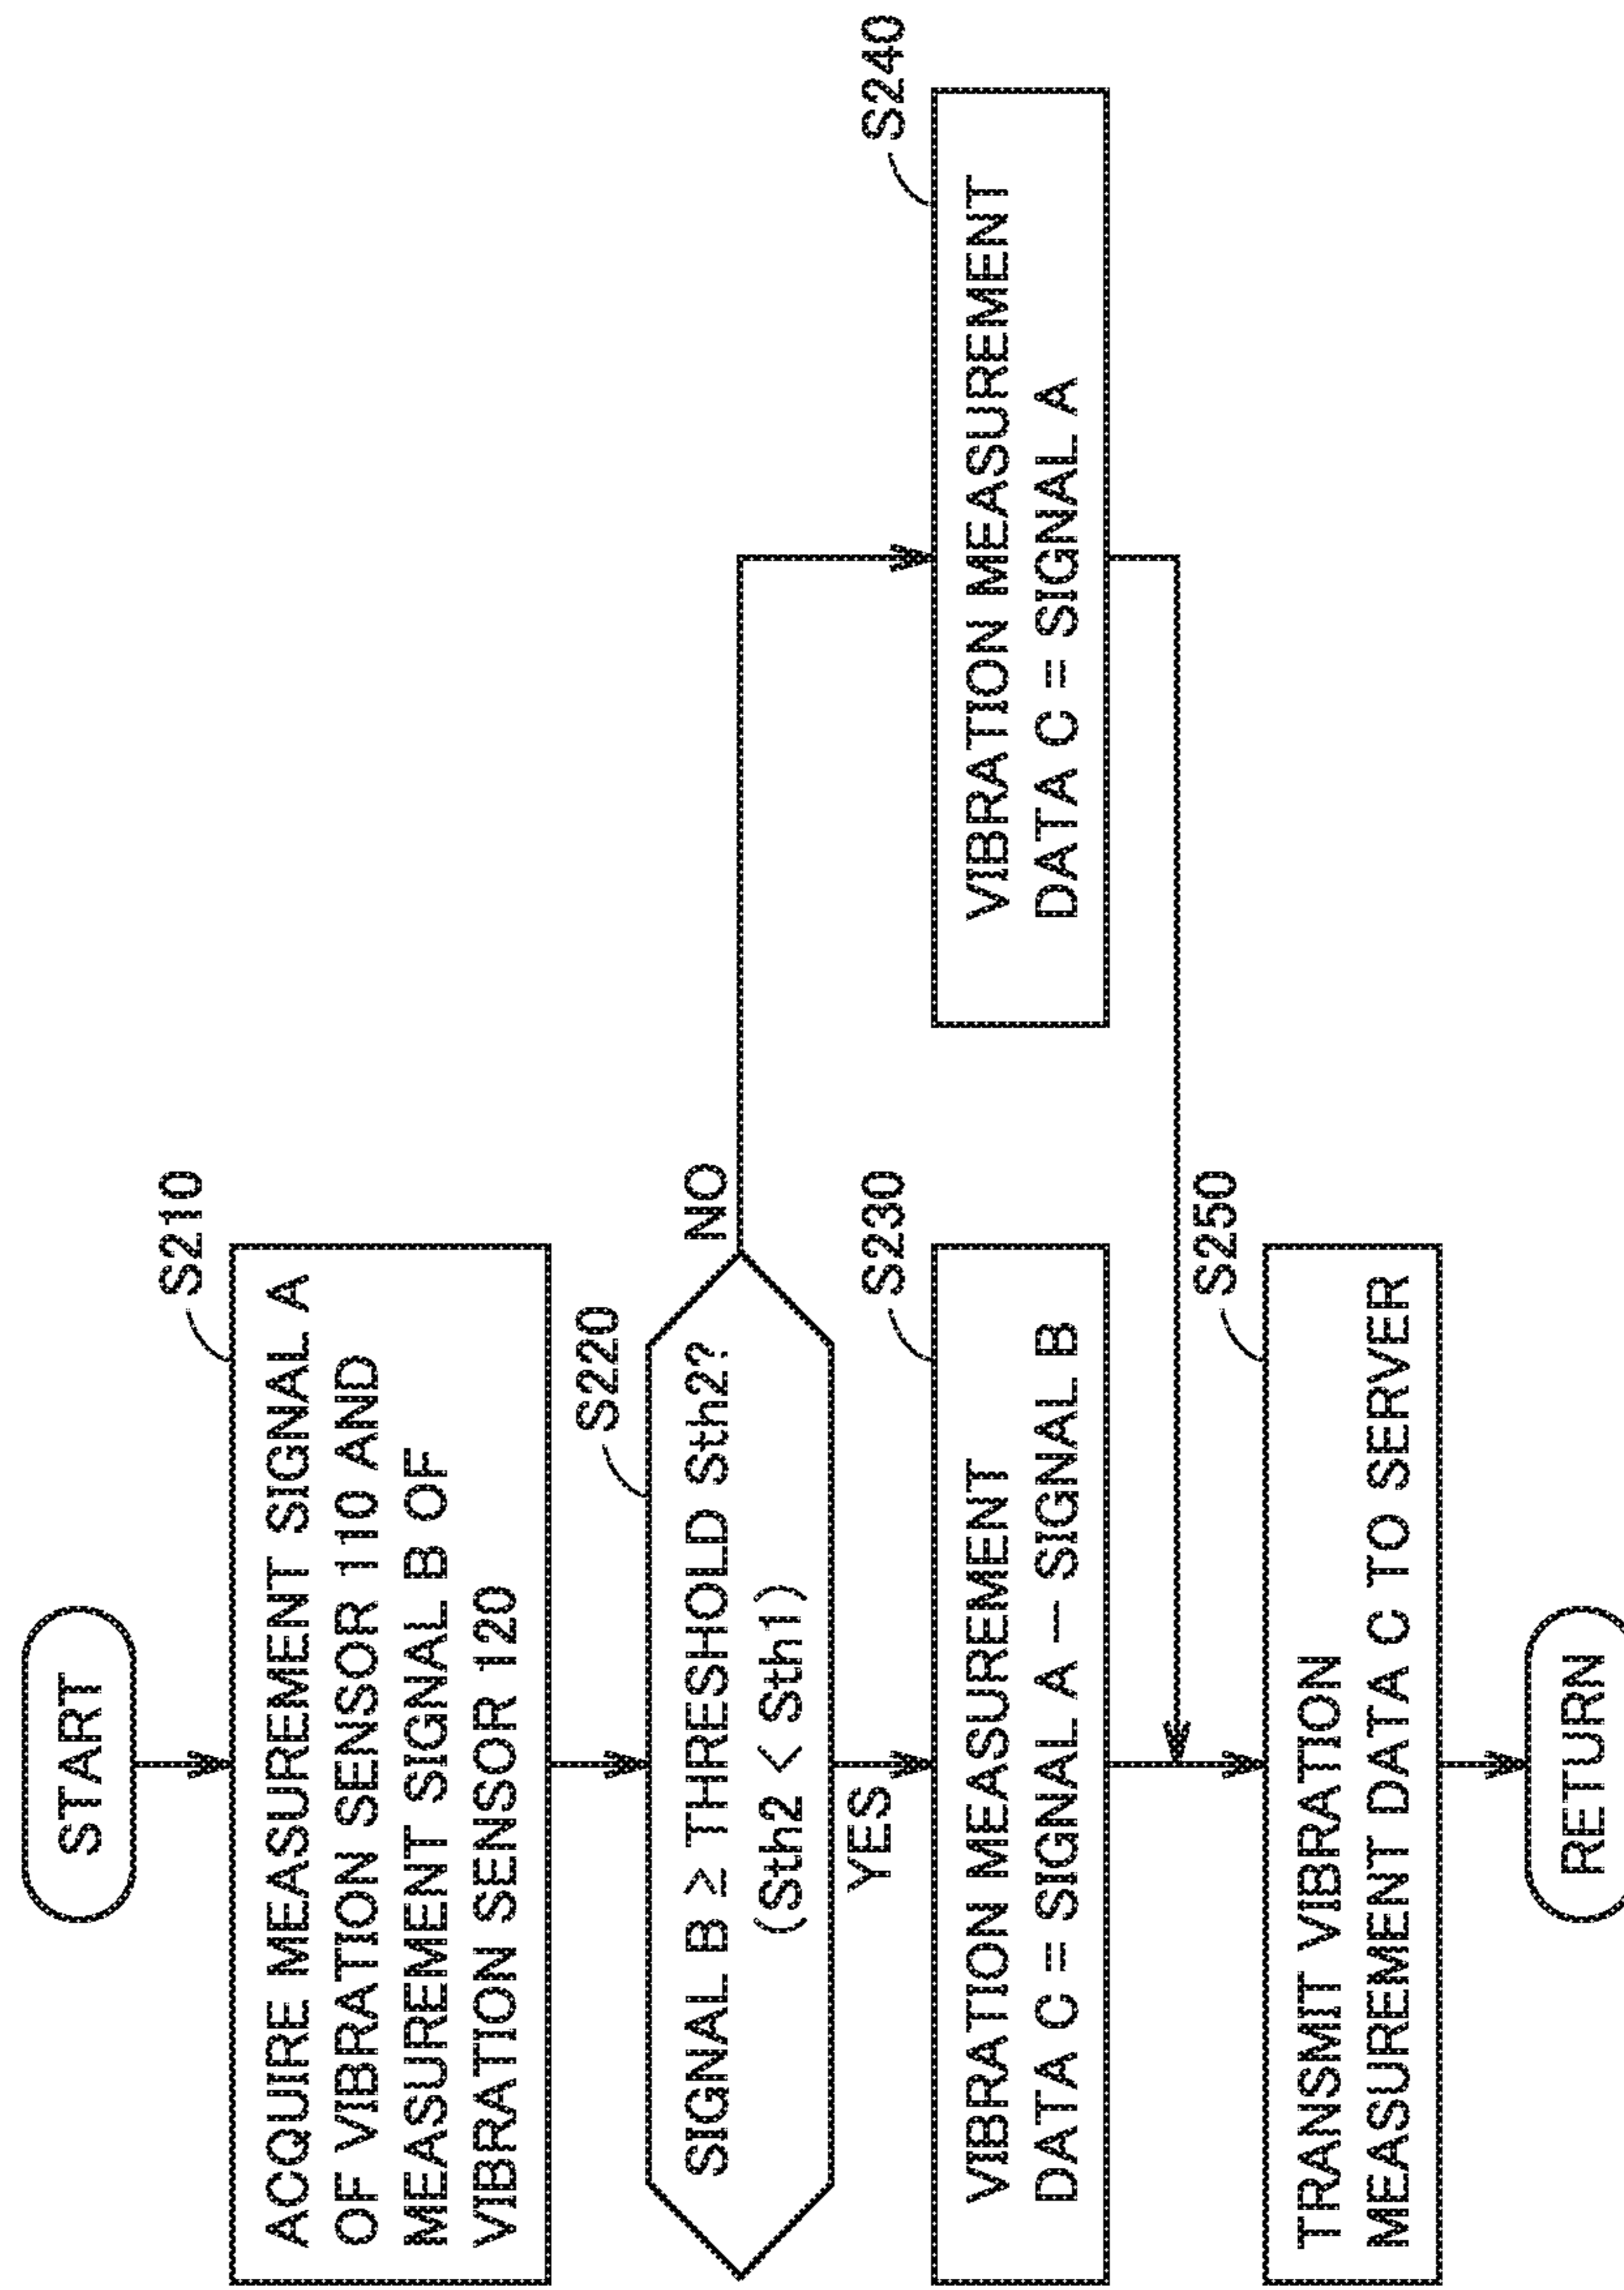 START
S210
ACQUIRE MEASUREMENT SIGNAL A
OF VIBRATION SENSOR 110 AND
MEASUREMENT SIGNAL B OF
VIBRATION SENSOR 120
S220
SIGNAL B ≥ THRESHOLD Sth2?
(Sth2 < Sth1)
NO
YES
S230
VIBRATION MEASUREMENT
DATA C = SIGNAL A — SIGNAL B
S240
VIBRATION MEASUREMENT
DATA C = SIGNAL A
S250
TRANSMIT VIBRATION
MEASUREMENT DATA C TO SERVER
RETURN